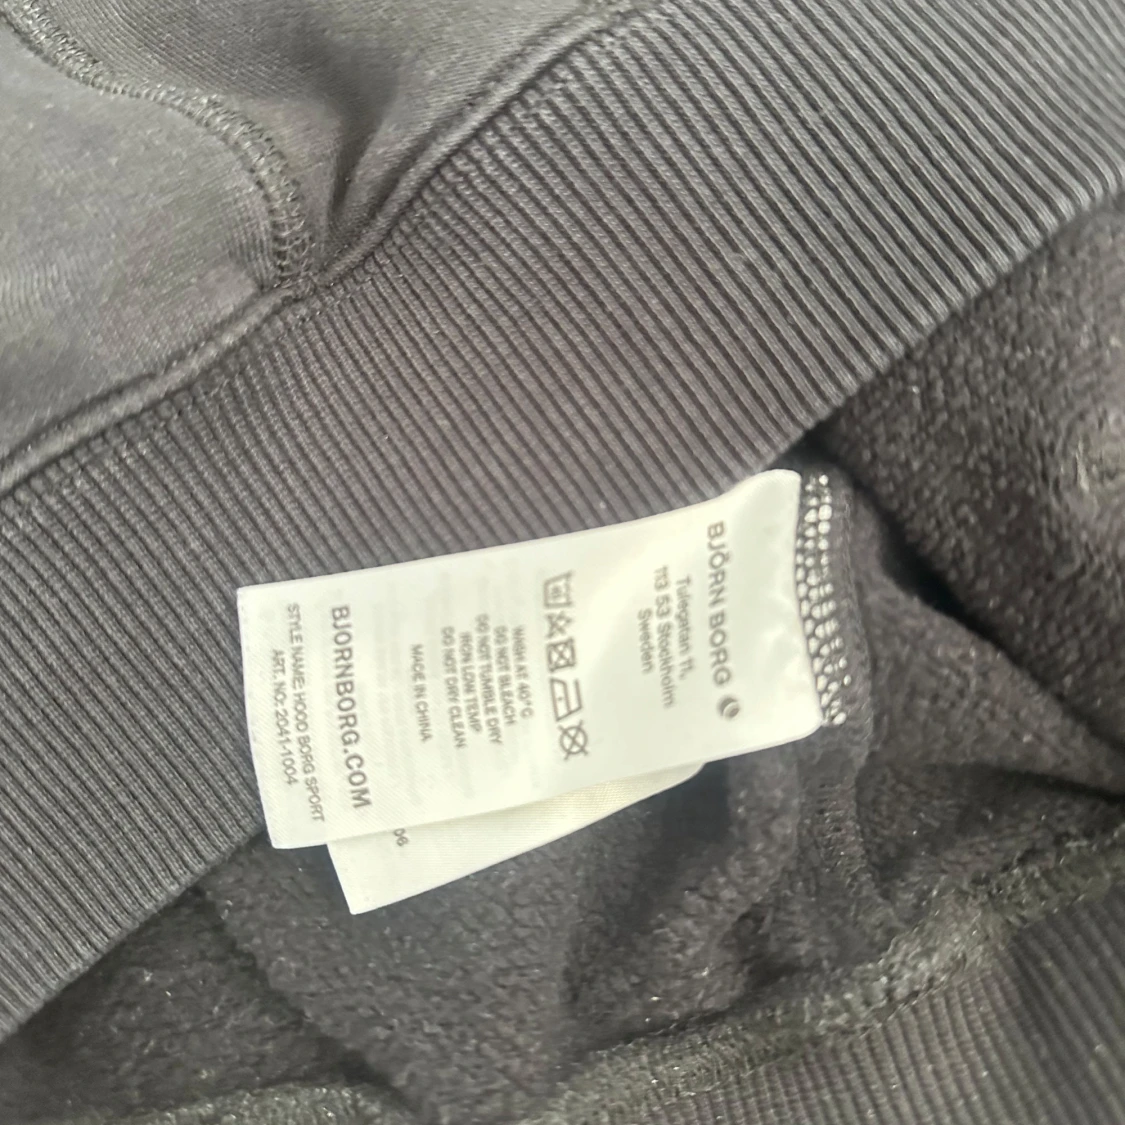 BJÖRN BORG
Tulegatan 11,
113 53 Stockholm
Sweden
WASH AT 40°C
DO NOT BLEACH
DO NOT TUMBLE DRY
IRON LOW TEMP
DO NOT DRY CLEAN
MADE IN CHINA
BJORNBORG.COM
STYLE NAME: HOOD BORG SPORT
ART. NO: 2041-1004
06